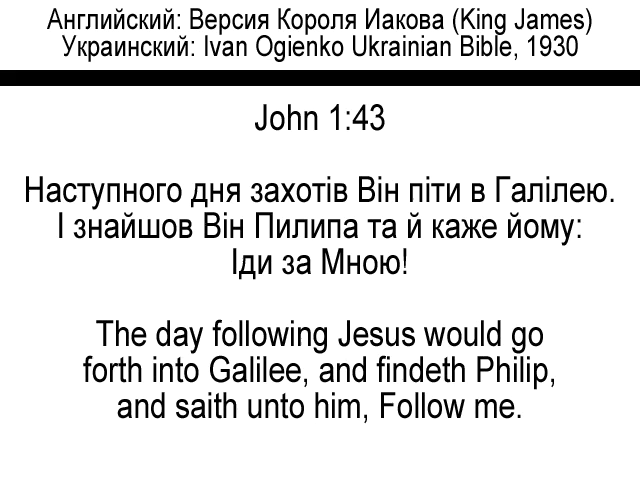 Английский: Версия Короля Иакова (King James)
Украинский: Ivan Ogienko Ukrainian Bible, 1930
John 1:43
Наступного дня захотів Він піти в Галілею.
І знайшов Він Пилипа та й каже йому:
Іди за Мною!
The day following Jesus would go
forth into Galilee, and findeth Philip,
and saith unto him, Follow me.